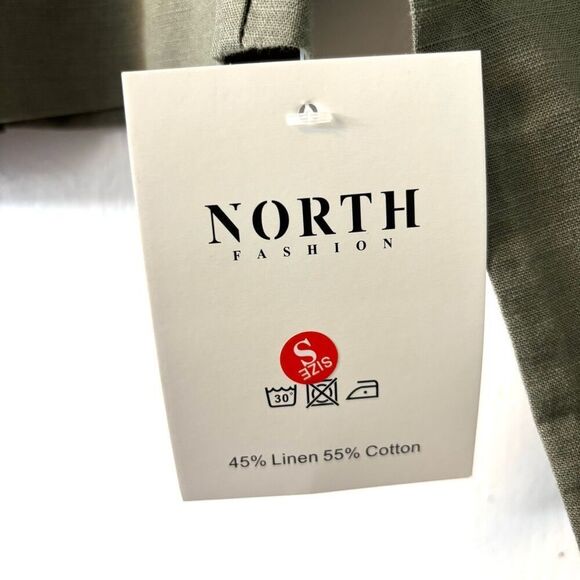 NORTH
FASHION
S
SIZE
30°
45% Linen 55% Cotton